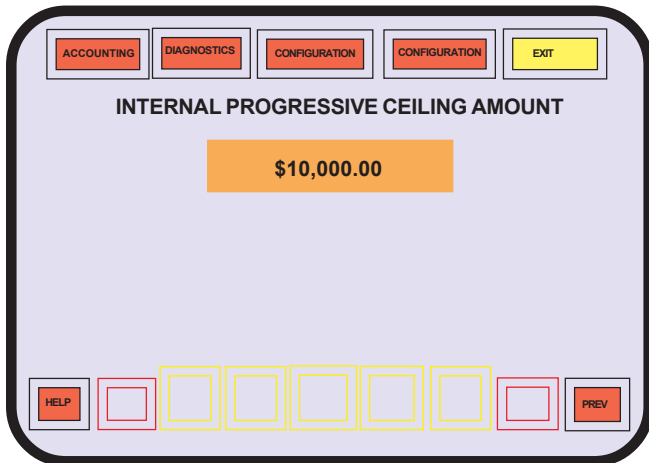 ACCOUNTING DIAGNOSTICS CONFIGURATION CONFIGURATION EXIT
INTERNAL PROGRESSIVE CEILING AMOUNT
$10,000.00
HELP PREV